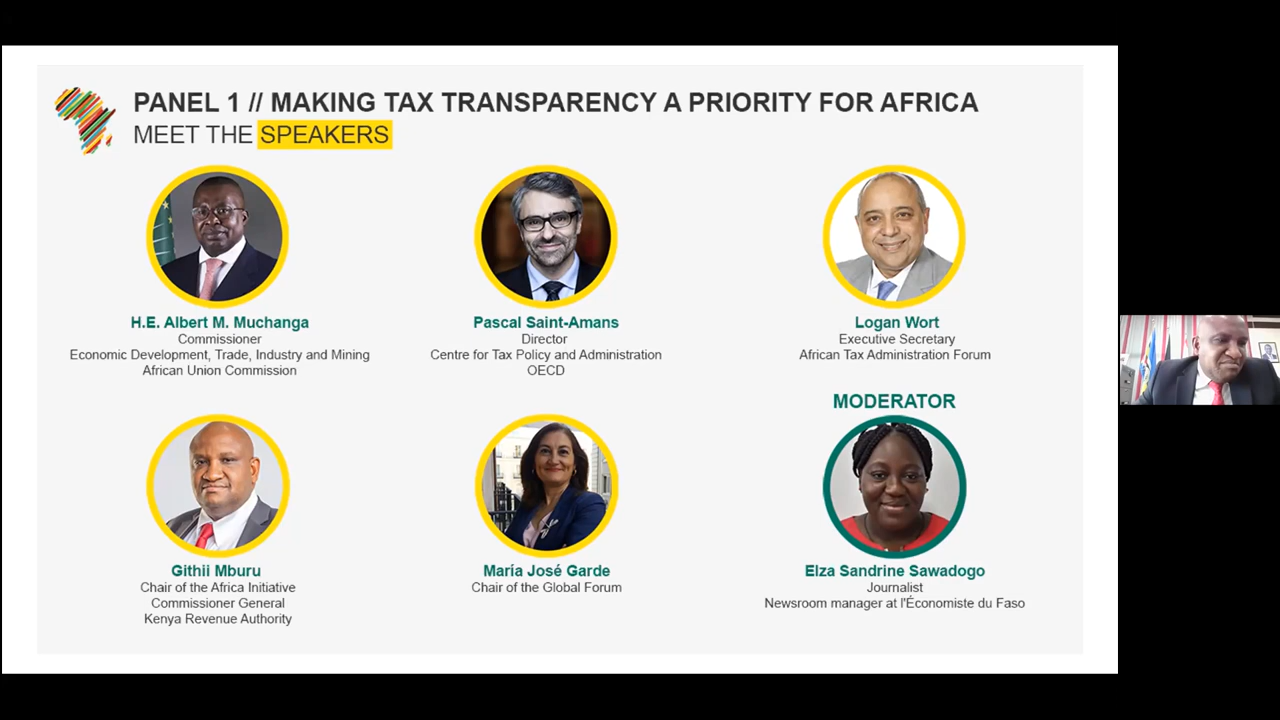 PANEL 1 // MAKING TAX TRANSPARENCY A PRIORITY FOR AFRICA
MEET THE SPEAKERS
H.E. Albert M. Muchanga
Commissioner
Economic Development, Trade, Industry and Mining
African Union Commission
Pascal Saint-Amans
Director
Centre for Tax Policy and Administration
OECD
Logan Wort
Executive Secretary
African Tax Administration Forum
Githii Mburu
Chair of the Africa Initiative
Commissioner General
Kenya Revenue Authority
María José Garde
Chair of the Global Forum
MODERATOR
Elza Sandrine Sawadogo
Journalist
Newsroom manager at l'Économiste du Faso